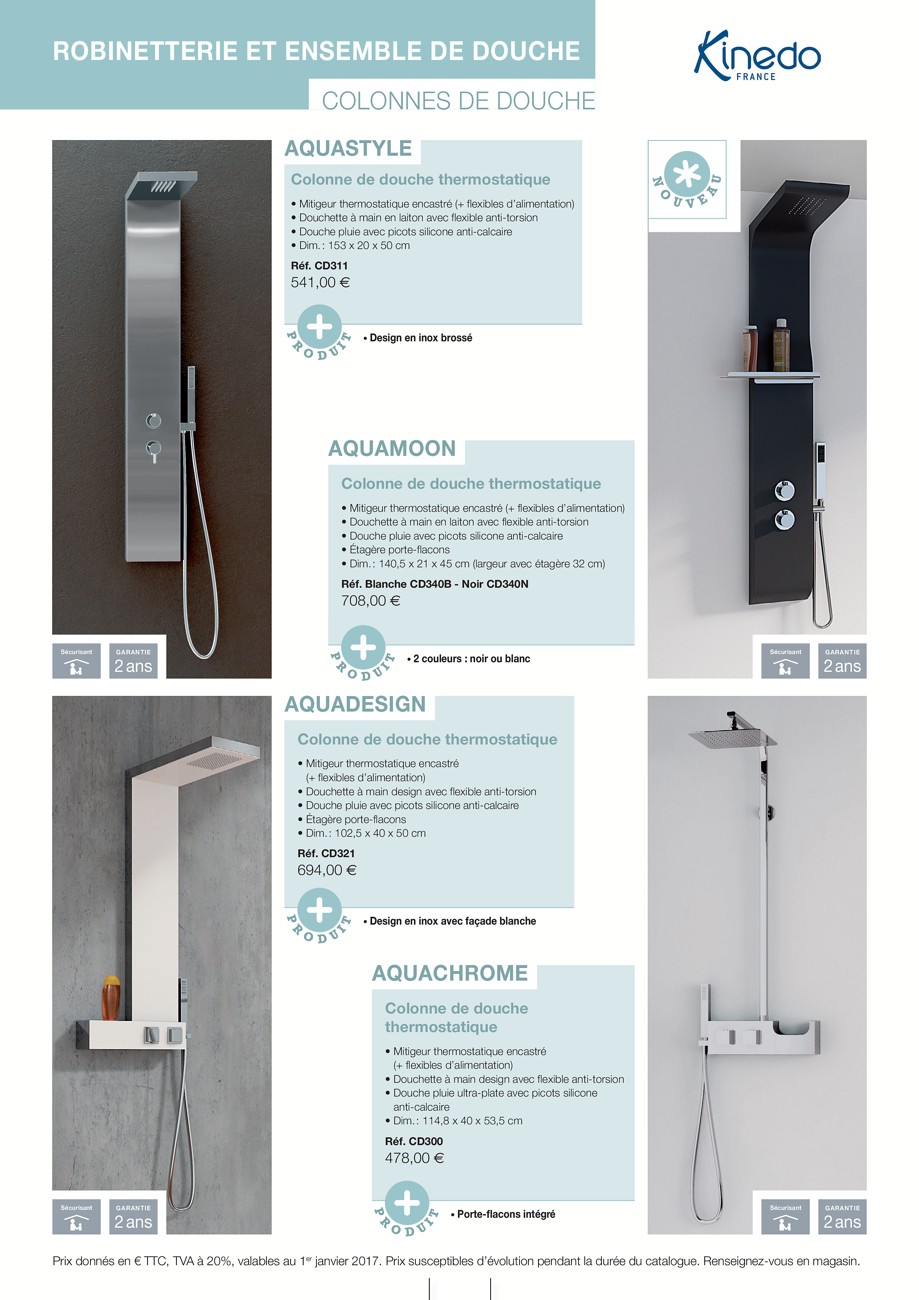 ROBINETTERIE ET ENSEMBLE DE DOUCHE
Kinedo
FRANCE
COLONNES DE DOUCHE
AQUASTYLE
Colonne de douche thermostatique
• Mitigeur thermostatique encastré (+ flexibles d'alimentation)
• Douchette à main en laiton avec flexible anti-torsion
• Douche pluie avec picots silicone anti-calcaire
• Dim. : 153 x 20 x 50 cm
Réf. CD311
541,00 €
PRODUIT
• Design en inox brossé
NOUVEAU
AQUAMOON
Colonne de douche thermostatique
• Mitigeur thermostatique encastré (+ flexibles d'alimentation)
• Douchette à main en laiton avec flexible anti-torsion
• Douche pluie avec picots silicone anti-calcaire
• Étagère porte-flacons
• Dim. : 140,5 x 21 x 45 cm (largeur avec étagère 32 cm)
Réf. Blanche CD340B - Noir CD340N
708,00 €
PRODUIT
• 2 couleurs : noir ou blanc
Sécurisant
GARANTIE
2 ans
Sécurisant
GARANTIE
2 ans
AQUADESIGN
Colonne de douche thermostatique
• Mitigeur thermostatique encastré
(+ flexibles d'alimentation)
• Douchette à main design avec flexible anti-torsion
• Douche pluie avec picots silicone anti-calcaire
• Étagère porte-flacons
• Dim. : 102,5 x 40 x 50 cm
Réf. CD321
694,00 €
PRODUIT
• Design en inox avec façade blanche
AQUACHROME
Colonne de douche
thermostatique
• Mitigeur thermostatique encastré
(+ flexibles d'alimentation)
• Douchette à main design avec flexible anti-torsion
• Douche pluie ultra-plate avec picots silicone
anti-calcaire
• Dim. : 114,8 x 40 x 53,5 cm
Réf. CD300
478,00 €
PRODUIT
• Porte-flacons intégré
Sécurisant
GARANTIE
2 ans
Sécurisant
GARANTIE
2 ans
Prix donnés en € TTC, TVA à 20%, valables au 1er janvier 2017. Prix susceptibles d'évolution pendant la durée du catalogue. Renseignez-vous en magasin.